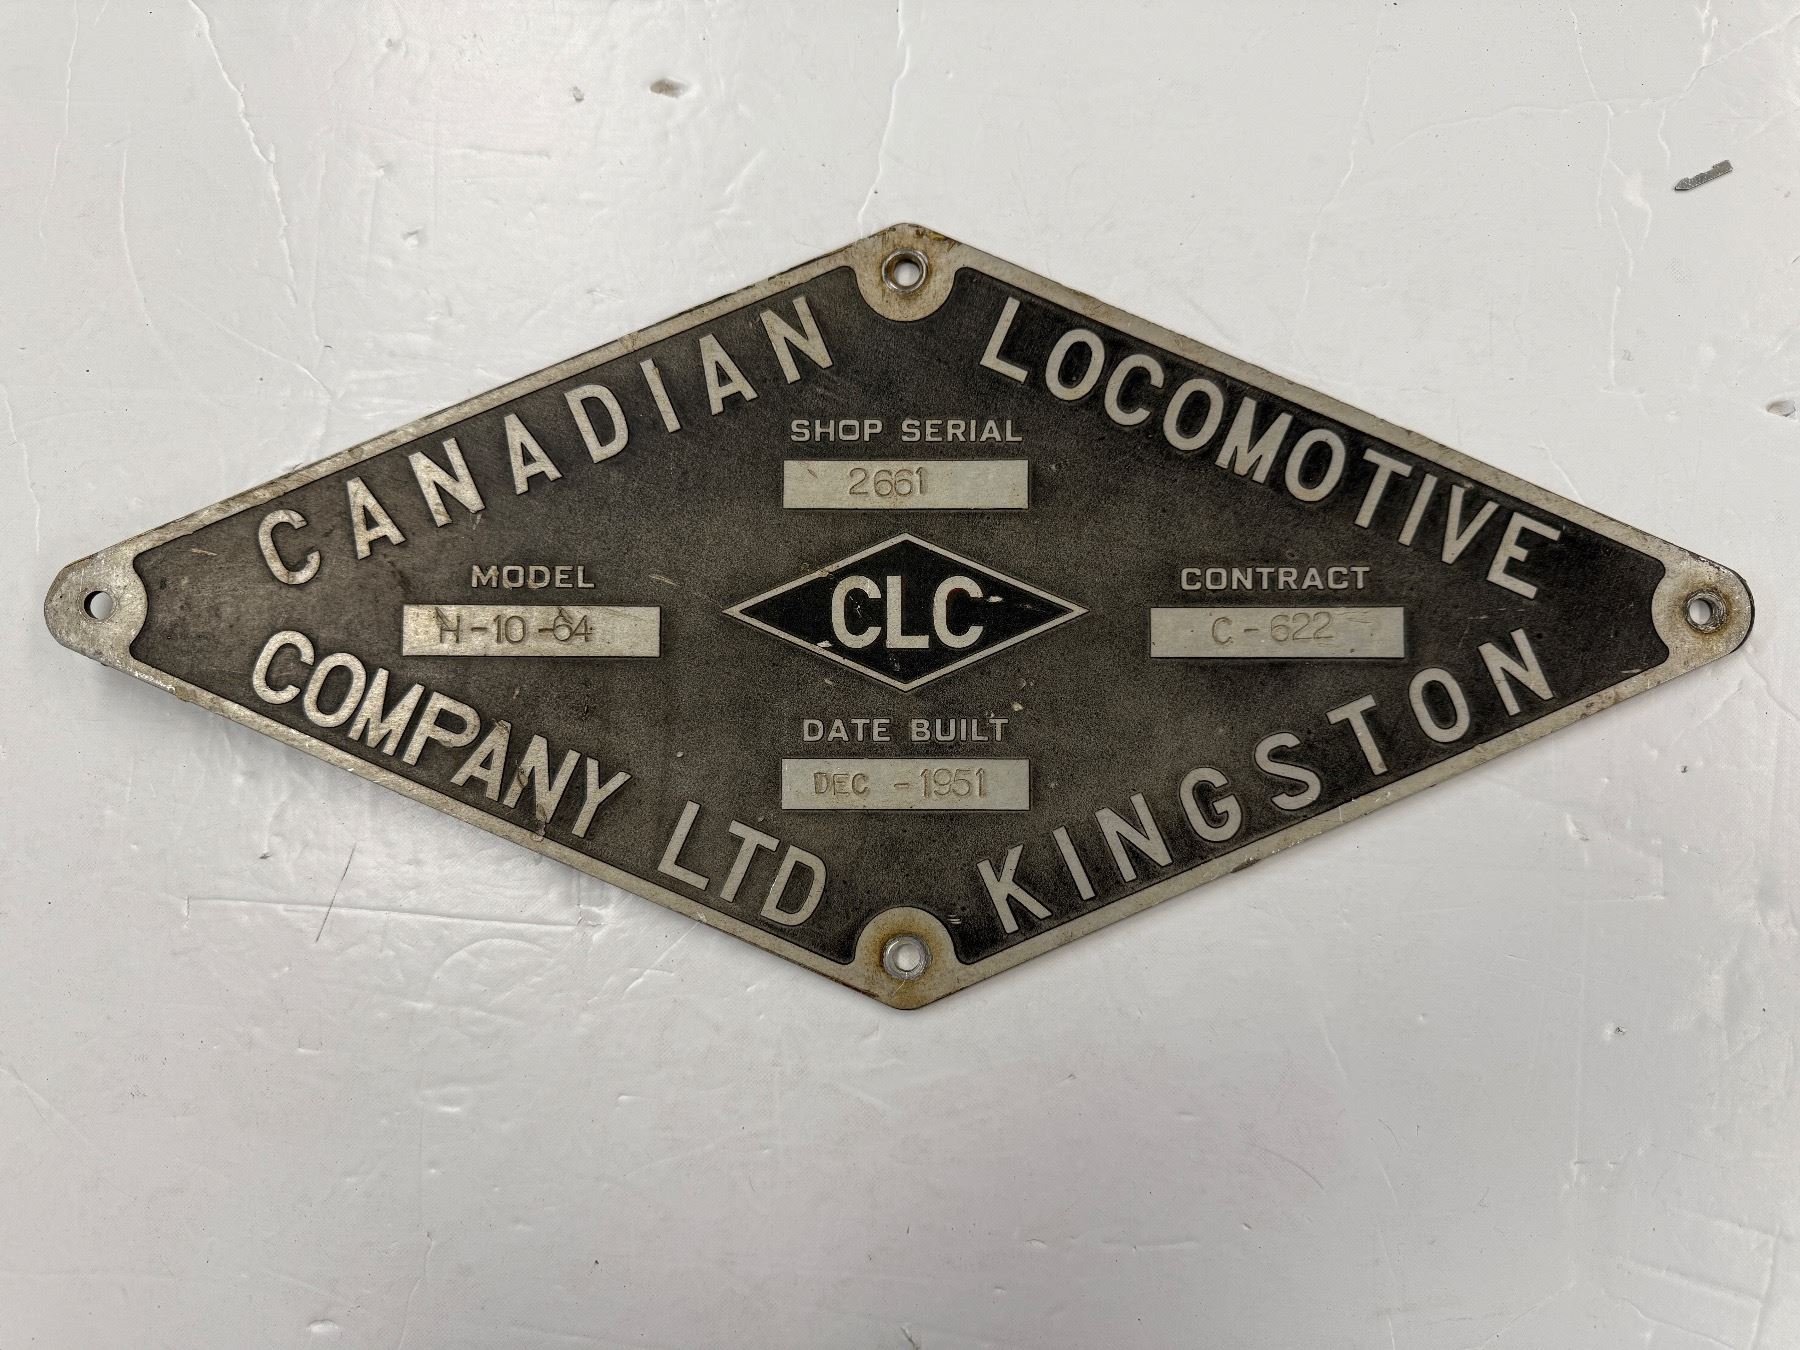 CANADIAN LOCOMOTIVE
COMPANY LTD KINGSTON
SHOP SERIAL
2661
MODEL
H-10-64
CLC
CONTRACT
C-622
DATE BUILT
DEC -1951